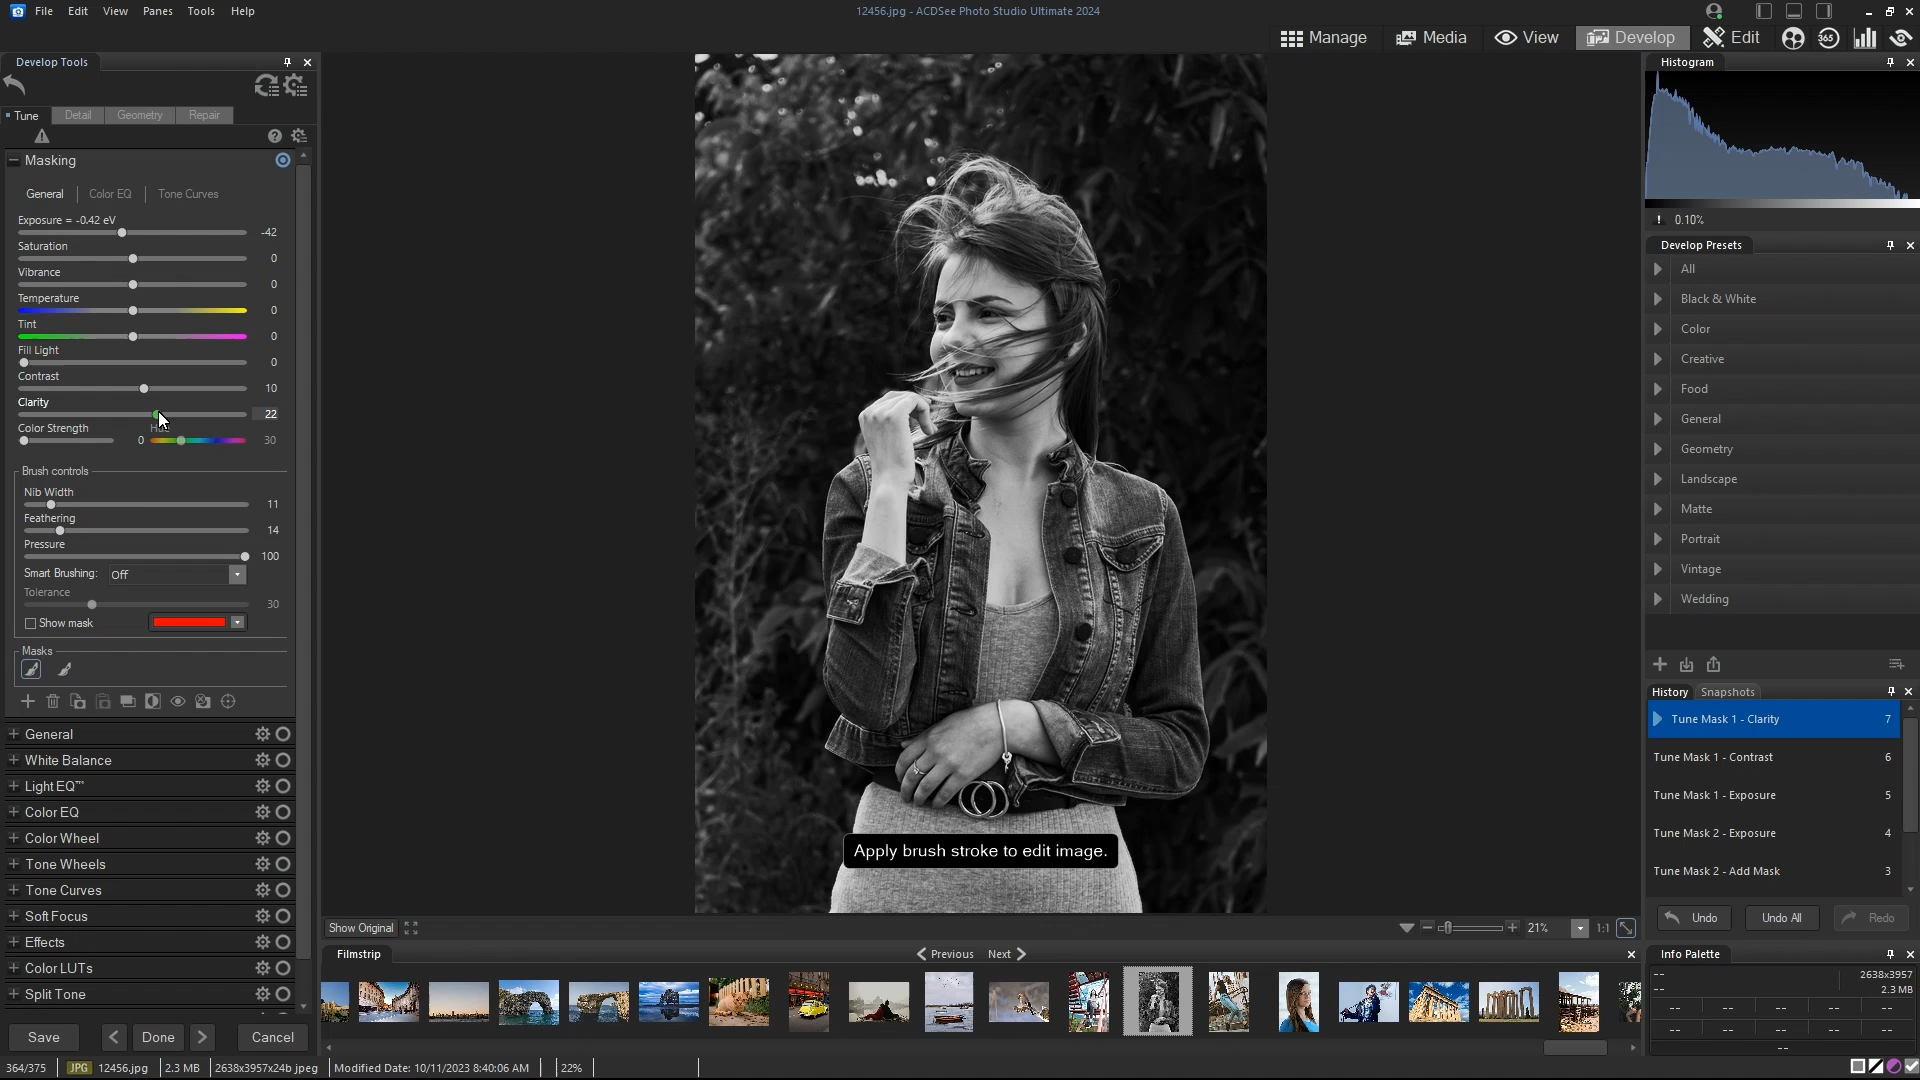 File Edit View Panes Tools Help
12456.jpg - ACDSee Photo Studio Ultimate 2024
Manage Media View Develop Edit 365
Develop Tools
Tune Detail Geometry Repair
Masking
General Color EQ Tone Curves
Exposure = -0.42 eV
-42
Saturation
0
Vibrance
0
Temperature
0
Tint
0
Fill Light
0
Contrast
10
Clarity
22
Color Strength
0 30
Brush controls
Nib Width
11
Feathering
14
Pressure
100
Smart Brushing: Off
Tolerance
30
Show mask
Masks
General
White Balance
Light EQ™
Color EQ
Color Wheel
Tone Wheels
Tone Curves
Soft Focus
Effects
Color LUTs
Split Tone
Save Done Cancel
Apply brush stroke to edit image.
Show Original
21% 1:1
Filmstrip
Previous Next
Histogram
0.10%
Develop Presets
All
Black & White
Color
Creative
Food
General
Geometry
Landscape
Matte
Portrait
Vintage
Wedding
History Snapshots
Tune Mask 1 - Clarity 7
Tune Mask 1 - Contrast 6
Tune Mask 1 - Exposure 5
Tune Mask 2 - Exposure 4
Tune Mask 2 - Add Mask 3
Undo Undo All Redo
Info Palette
-- 2638x3957
-- 2.3 MB
-- -- -- -- --
-- -- -- -- --
--
364/375 JPG 12456.jpg 2.3 MB 2638x3957x24b jpeg Modified Date: 10/11/2023 8:40:06 AM 22%